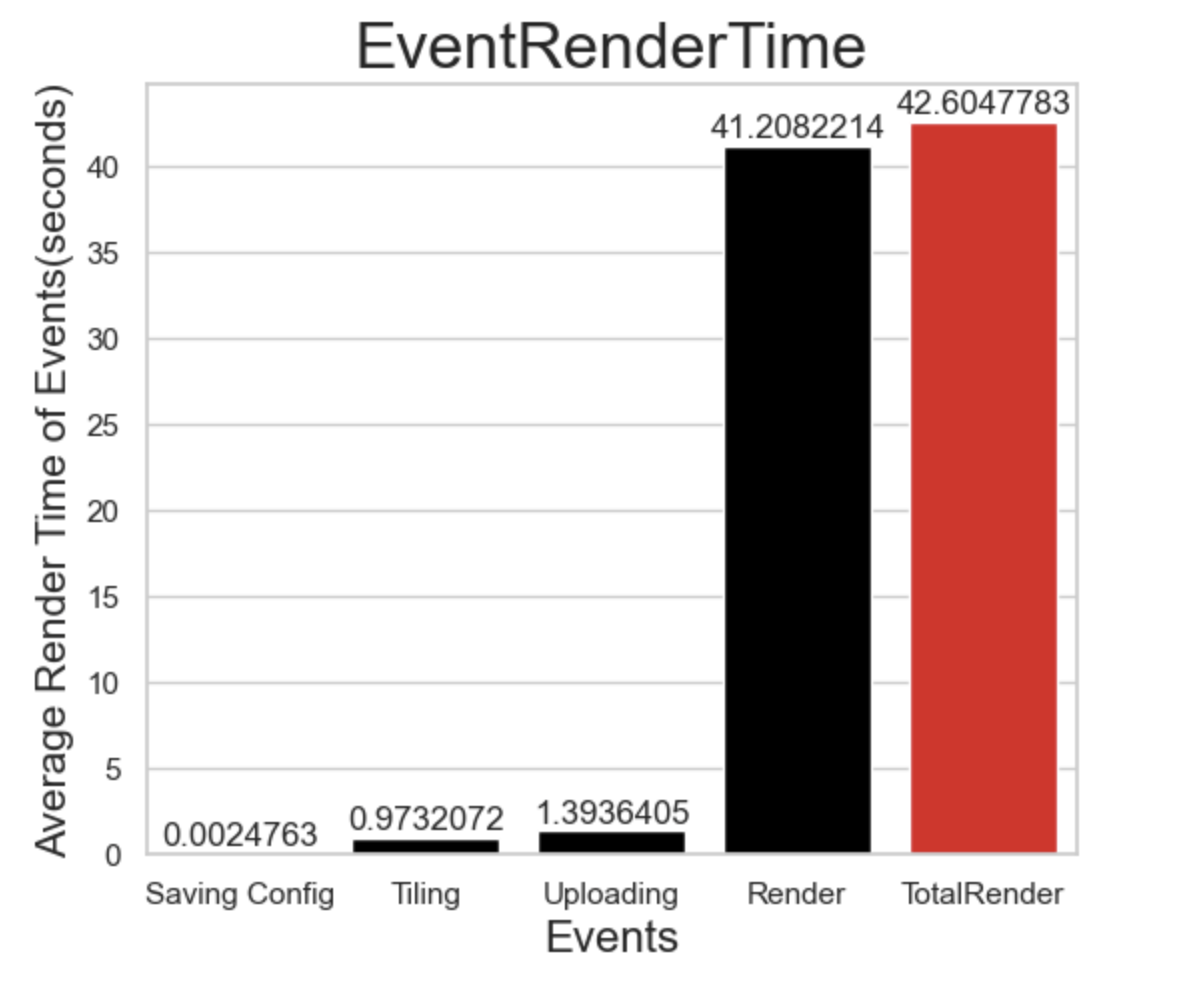 EventRenderTime
Average Render Time of Events(seconds)
40
35
30
25
20
15
10
5
0
0.0024763
0.9732072
1.3936405
41.2082214
42.6047783
Saving Config
Tiling
Uploading
Render
TotalRender
Events